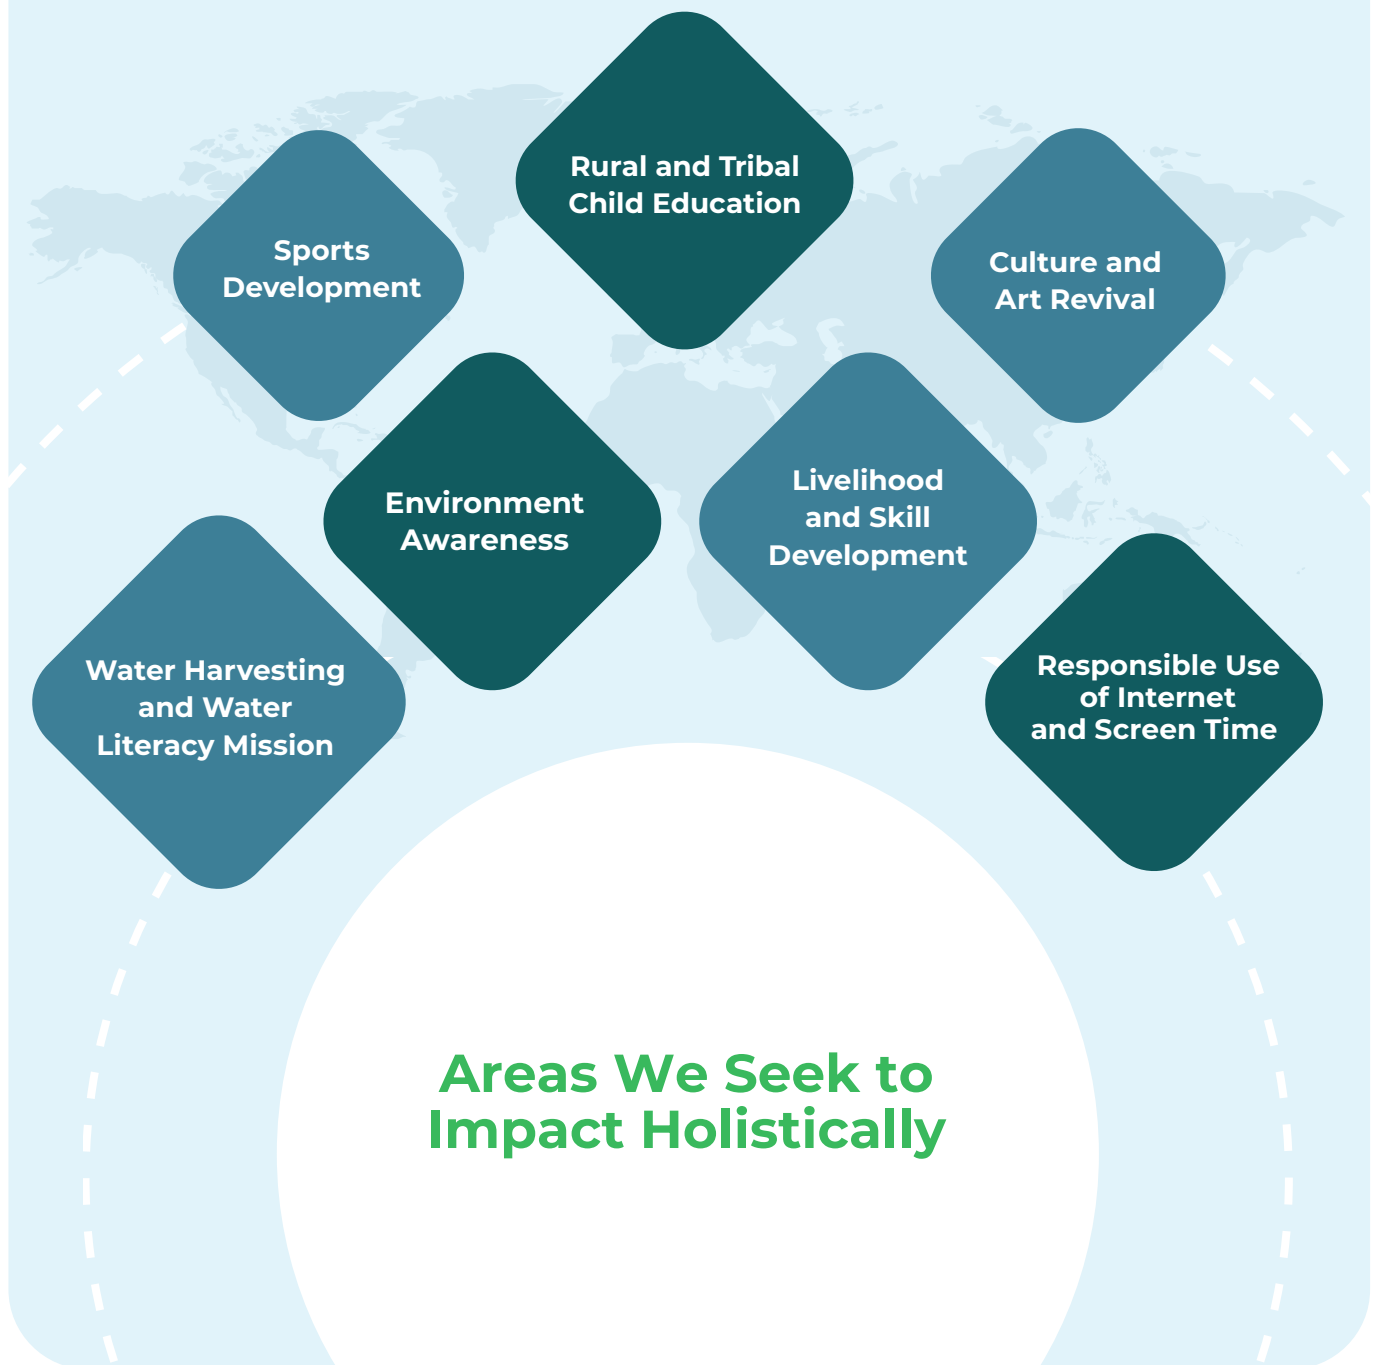 Rural and Tribal
Child Education
Sports
Development
Culture and
Art Revival
Environment
Awareness
Livelihood
and Skill
Development
Water Harvesting
and Water
Literacy Mission
Responsible Use
of Internet
and Screen Time
Areas We Seek to
Impact Holistically